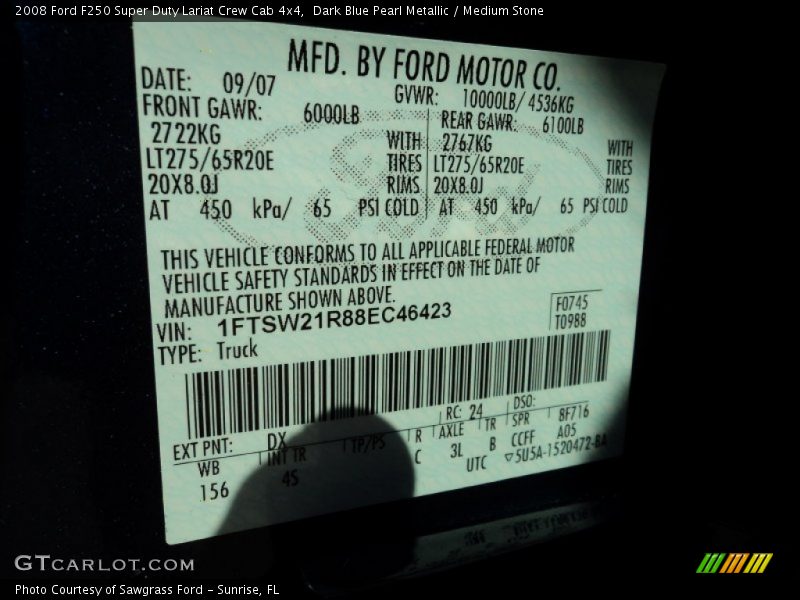 2008 Ford F250 Super Duty Lariat Crew Cab 4x4, Dark Blue Pearl Metallic / Medium Stone
MFD. BY FORD MOTOR CO.
DATE: 09/07 GVWR: 10000LB/ 4536KG
FRONT GAWR: 6000LB REAR GAWR: 6100LB
2722KG WITH 2767KG WITH
LT275/65R20E TIRES LT275/65R20E TIRES
20X8.0J RIMS 20X8.0J RIMS
AT 450 kPa/ 65 PSI COLD AT 450 kPa/ 65 PSI COLD
Ford
THIS VEHICLE CONFORMS TO ALL APPLICABLE FEDERAL MOTOR
VEHICLE SAFETY STANDARDS IN EFFECT ON THE DATE OF
MANUFACTURE SHOWN ABOVE.
VIN: 1FTSW21R88EC46423 F0745
TYPE: Truck T0988
EXT PNT: DX RC: 24 DSO: 8F716
WB INT TR TP/PS R AXLE TR SPR A05
156 4S C 3L B CCFF
UTC ▽5U5A-1520472-BA
GTCARLOT.COM
Photo Courtesy of Sawgrass Ford - Sunrise, FL